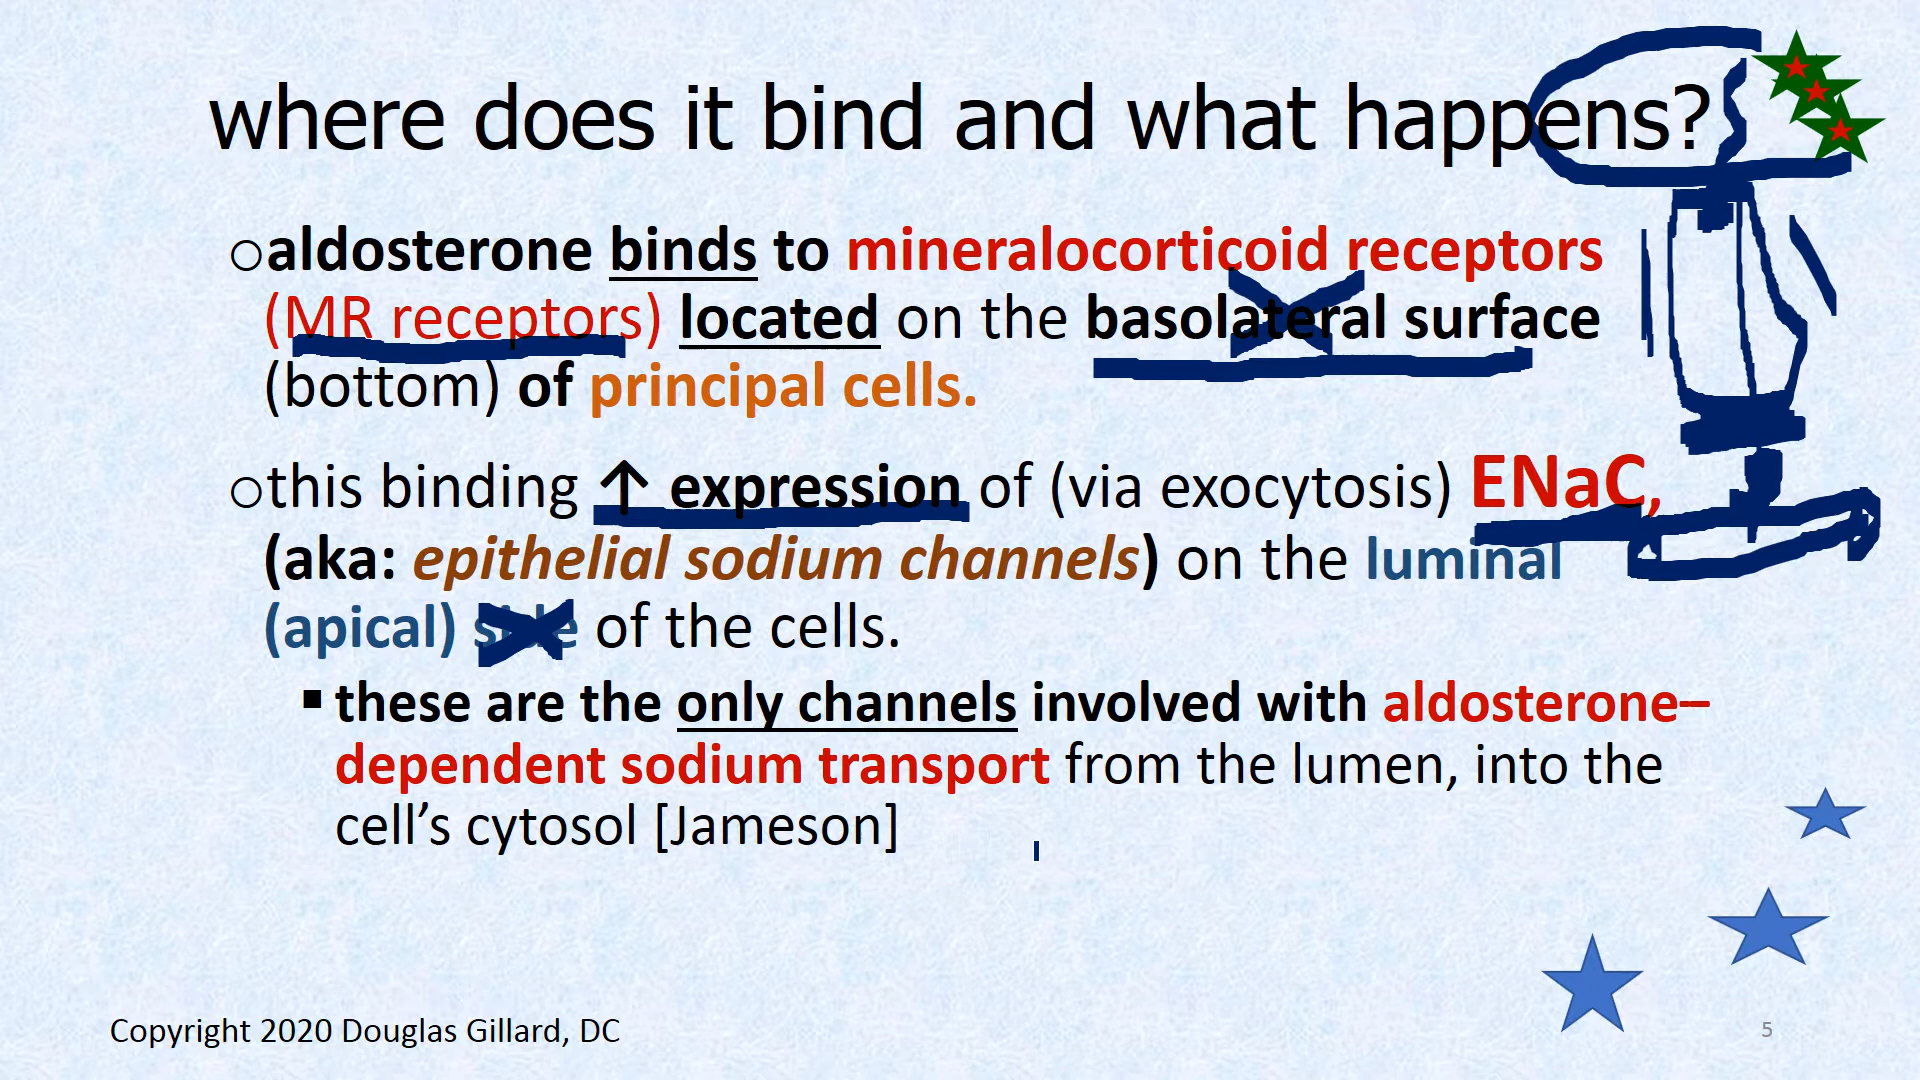 where does it bind and what happens?
oaldosterone binds to mineralocorticoid receptors
(MR receptors) located on the basolateral surface
(bottom) of principal cells.
othis binding ↑ expression of (via exocytosis) ENaC,
(aka: epithelial sodium channels) on the luminal
(apical) side of the cells.
▪ these are the only channels involved with aldosterone–
dependent sodium transport from the lumen, into the
cell’s cytosol [Jameson]
Copyright 2020 Douglas Gillard, DC
5